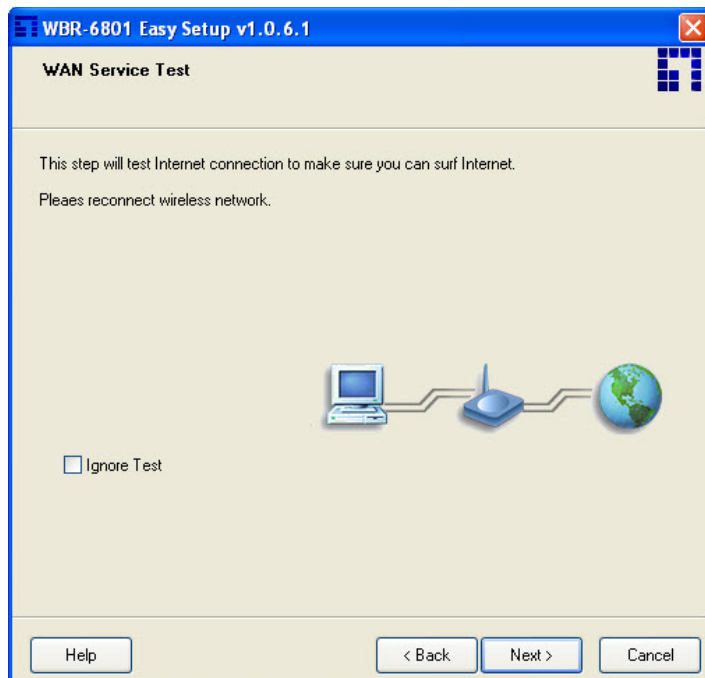 WBR-6801 Easy Setup v1.0.6.1
WAN Service Test
This step will test Internet connection to make sure you can surf Internet.
Pleaes reconnect wireless network.
Ignore Test
Help
< Back
Next >
Cancel